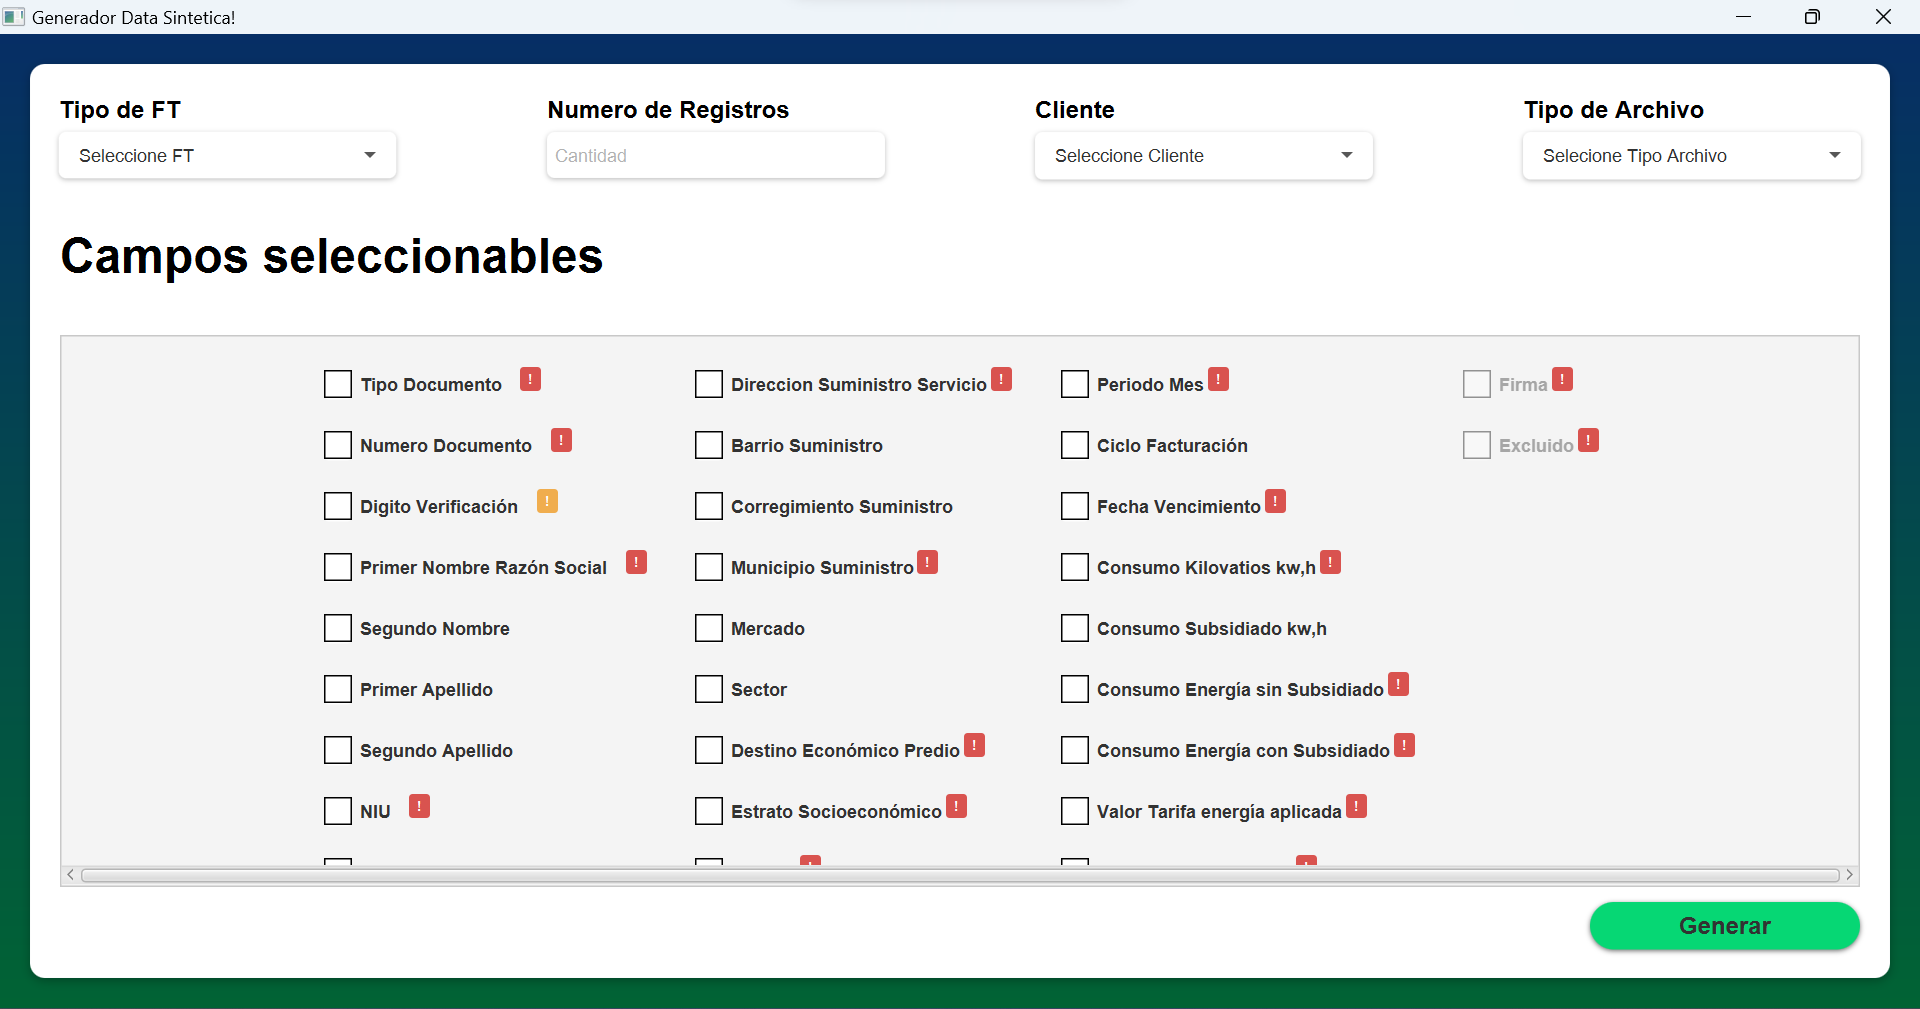 Generador Data Sintetica!
Tipo de FT
Numero de Registros
Cliente
Tipo de Archivo
Seleccione FT
Cantidad
Seleccione Cliente
Selecione Tipo Archivo
Campos seleccionables
Tipo Documento !
Direccion Suministro Servicio !
Periodo Mes !
Firma !
Numero Documento !
Barrio Suministro
Ciclo Facturación
Excluido !
Digito Verificación !
Corregimiento Suministro
Fecha Vencimiento !
Primer Nombre Razón Social !
Municipio Suministro !
Consumo Kilovatios kw,h !
Segundo Nombre
Mercado
Consumo Subsidiado kw,h
Primer Apellido
Sector
Consumo Energía sin Subsidiado !
Segundo Apellido
Destino Económico Predio !
Consumo Energía con Subsidiado !
NIU !
Estrato Socioeconómico !
Valor Tarifa energía aplicada !
Generar